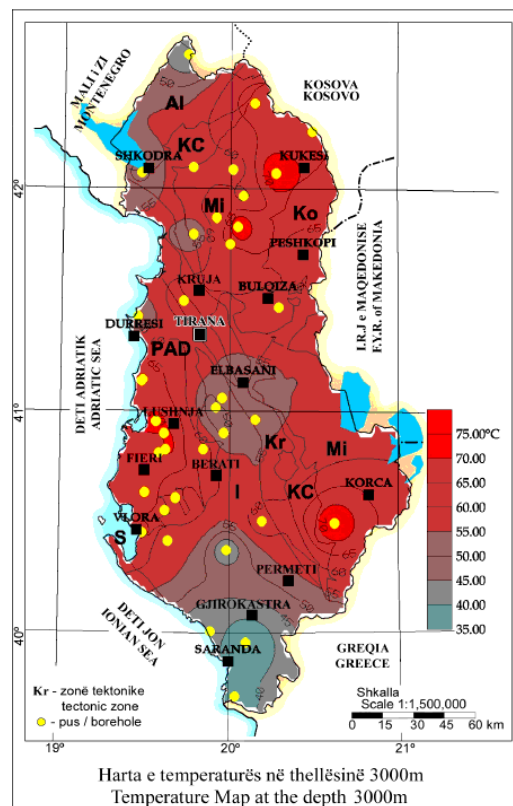 MALI i ZI
MONTENEGRO
KOSOVA
KOSOVO
Al
KC
SHKODRA
KUKESI
42°
Mi
Ko
65
PESHKOPI
KRUJA
BULQIZA
I.R.J e MAQEDONISE
F.Y.R. of MAKEDONIA
DURRESI
TIRANA
PAD
DETI ADRIATIK
ADRIATIC SEA
ELBASANI
41°
LUSHNJA
Kr
Mi
FIERI
BERATI
I
KC
KORCA
75.00°C
70.00
65.00
60.00
55.00
50.00
45.00
40.00
35.00
VLORA
S
PERMETI
DETI JON
IONIAN SEA
GJIROKASTRA
40°
SARANDA
GREQIA
GREECE
Kr - zonë tektonike
tectonic zone
- pus / borehole
Shkalla
Scale 1:1,500,000
0 15 30 45 60 km
19° 20° 21°
Harta e temperaturës në thellësinë 3000m
Temperature Map at the depth 3000m